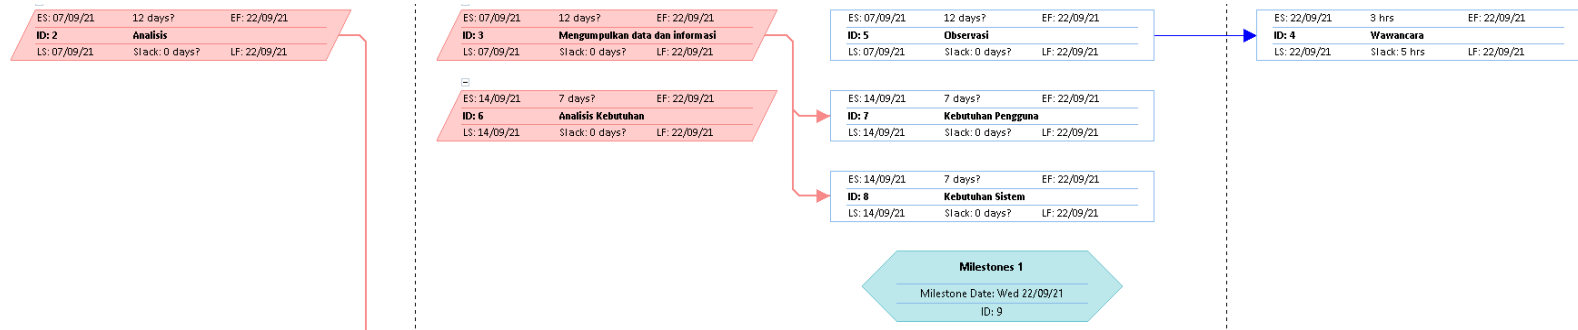 ES: 07/09/21 12 days? EF: 22/09/21
ID: 2 Analisis
LS: 07/09/21 Slack: 0 days? LF: 22/09/21
ES: 07/09/21 12 days? EF: 22/09/21
ID: 3 Mengumpulkan data dan informasi
LS: 07/09/21 Slack: 0 days? LF: 22/09/21
ES: 07/09/21 12 days? EF: 22/09/21
ID: 5 Observasi
LS: 07/09/21 Slack: 0 days? LF: 22/09/21
ES: 22/09/21 3 hrs EF: 22/09/21
ID: 4 Wawancara
LS: 22/09/21 Slack: 5 hrs LF: 22/09/21
ES: 14/09/21 7 days? EF: 22/09/21
ID: 6 Analisis Kebutuhan
LS: 14/09/21 Slack: 0 days? LF: 22/09/21
ES: 14/09/21 7 days? EF: 22/09/21
ID: 7 Kebutuhan Pengguna
LS: 14/09/21 Slack: 0 days? LF: 22/09/21
ES: 14/09/21 7 days? EF: 22/09/21
ID: 8 Kebutuhan Sistem
LS: 14/09/21 Slack: 0 days? LF: 22/09/21
Milestones 1
Milestone Date: Wed 22/09/21
ID: 9